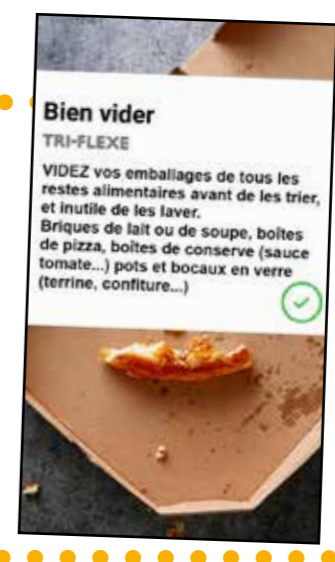 Bien vider
TRI-FLEXE
VIDEZ vos emballages de tous les
restes alimentaires avant de les trier,
et inutile de les laver.
Briques de lait ou de soupe, boîtes
de pizza, boîtes de conserve (sauce
tomate...) pots et bocaux en verre
(terrine, confiture...)